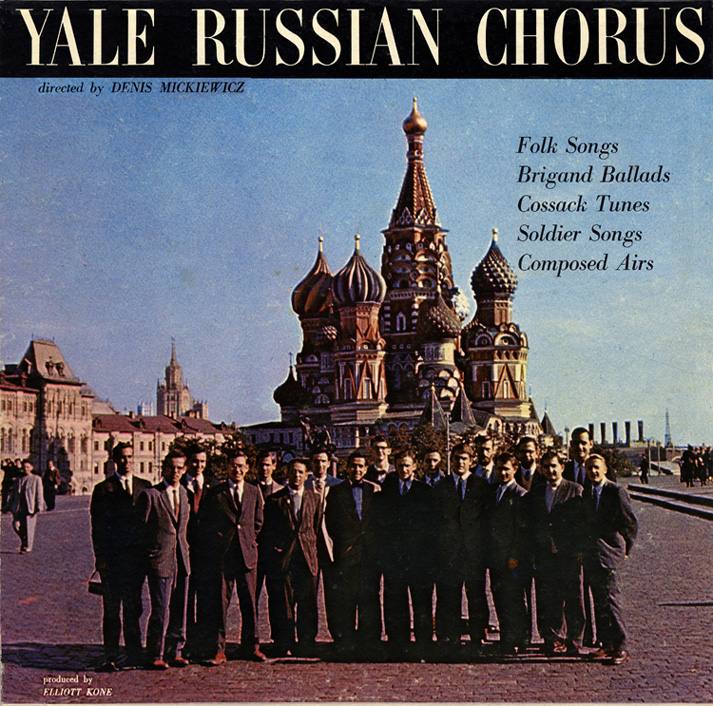 YALE RUSSIAN CHORUS
directed by DENIS MICKIEWICZ
Folk Songs
Brigand Ballads
Cossack Tunes
Soldier Songs
Composed Airs
produced by
ELLIOTT KONE